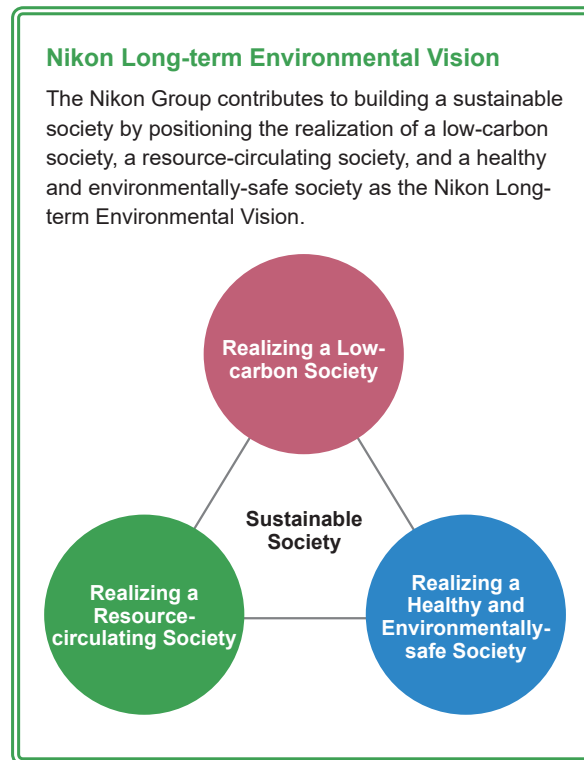 Nikon Long-term Environmental Vision
The Nikon Group contributes to building a sustainable
society by positioning the realization of a low-carbon
society, a resource-circulating society, and a healthy
and environmentally-safe society as the Nikon Long-
term Environmental Vision.
Realizing a Low-
carbon Society
Sustainable
Society
Realizing a
Resource-
circulating Society
Realizing a
Healthy and
Environmentally-
safe Society